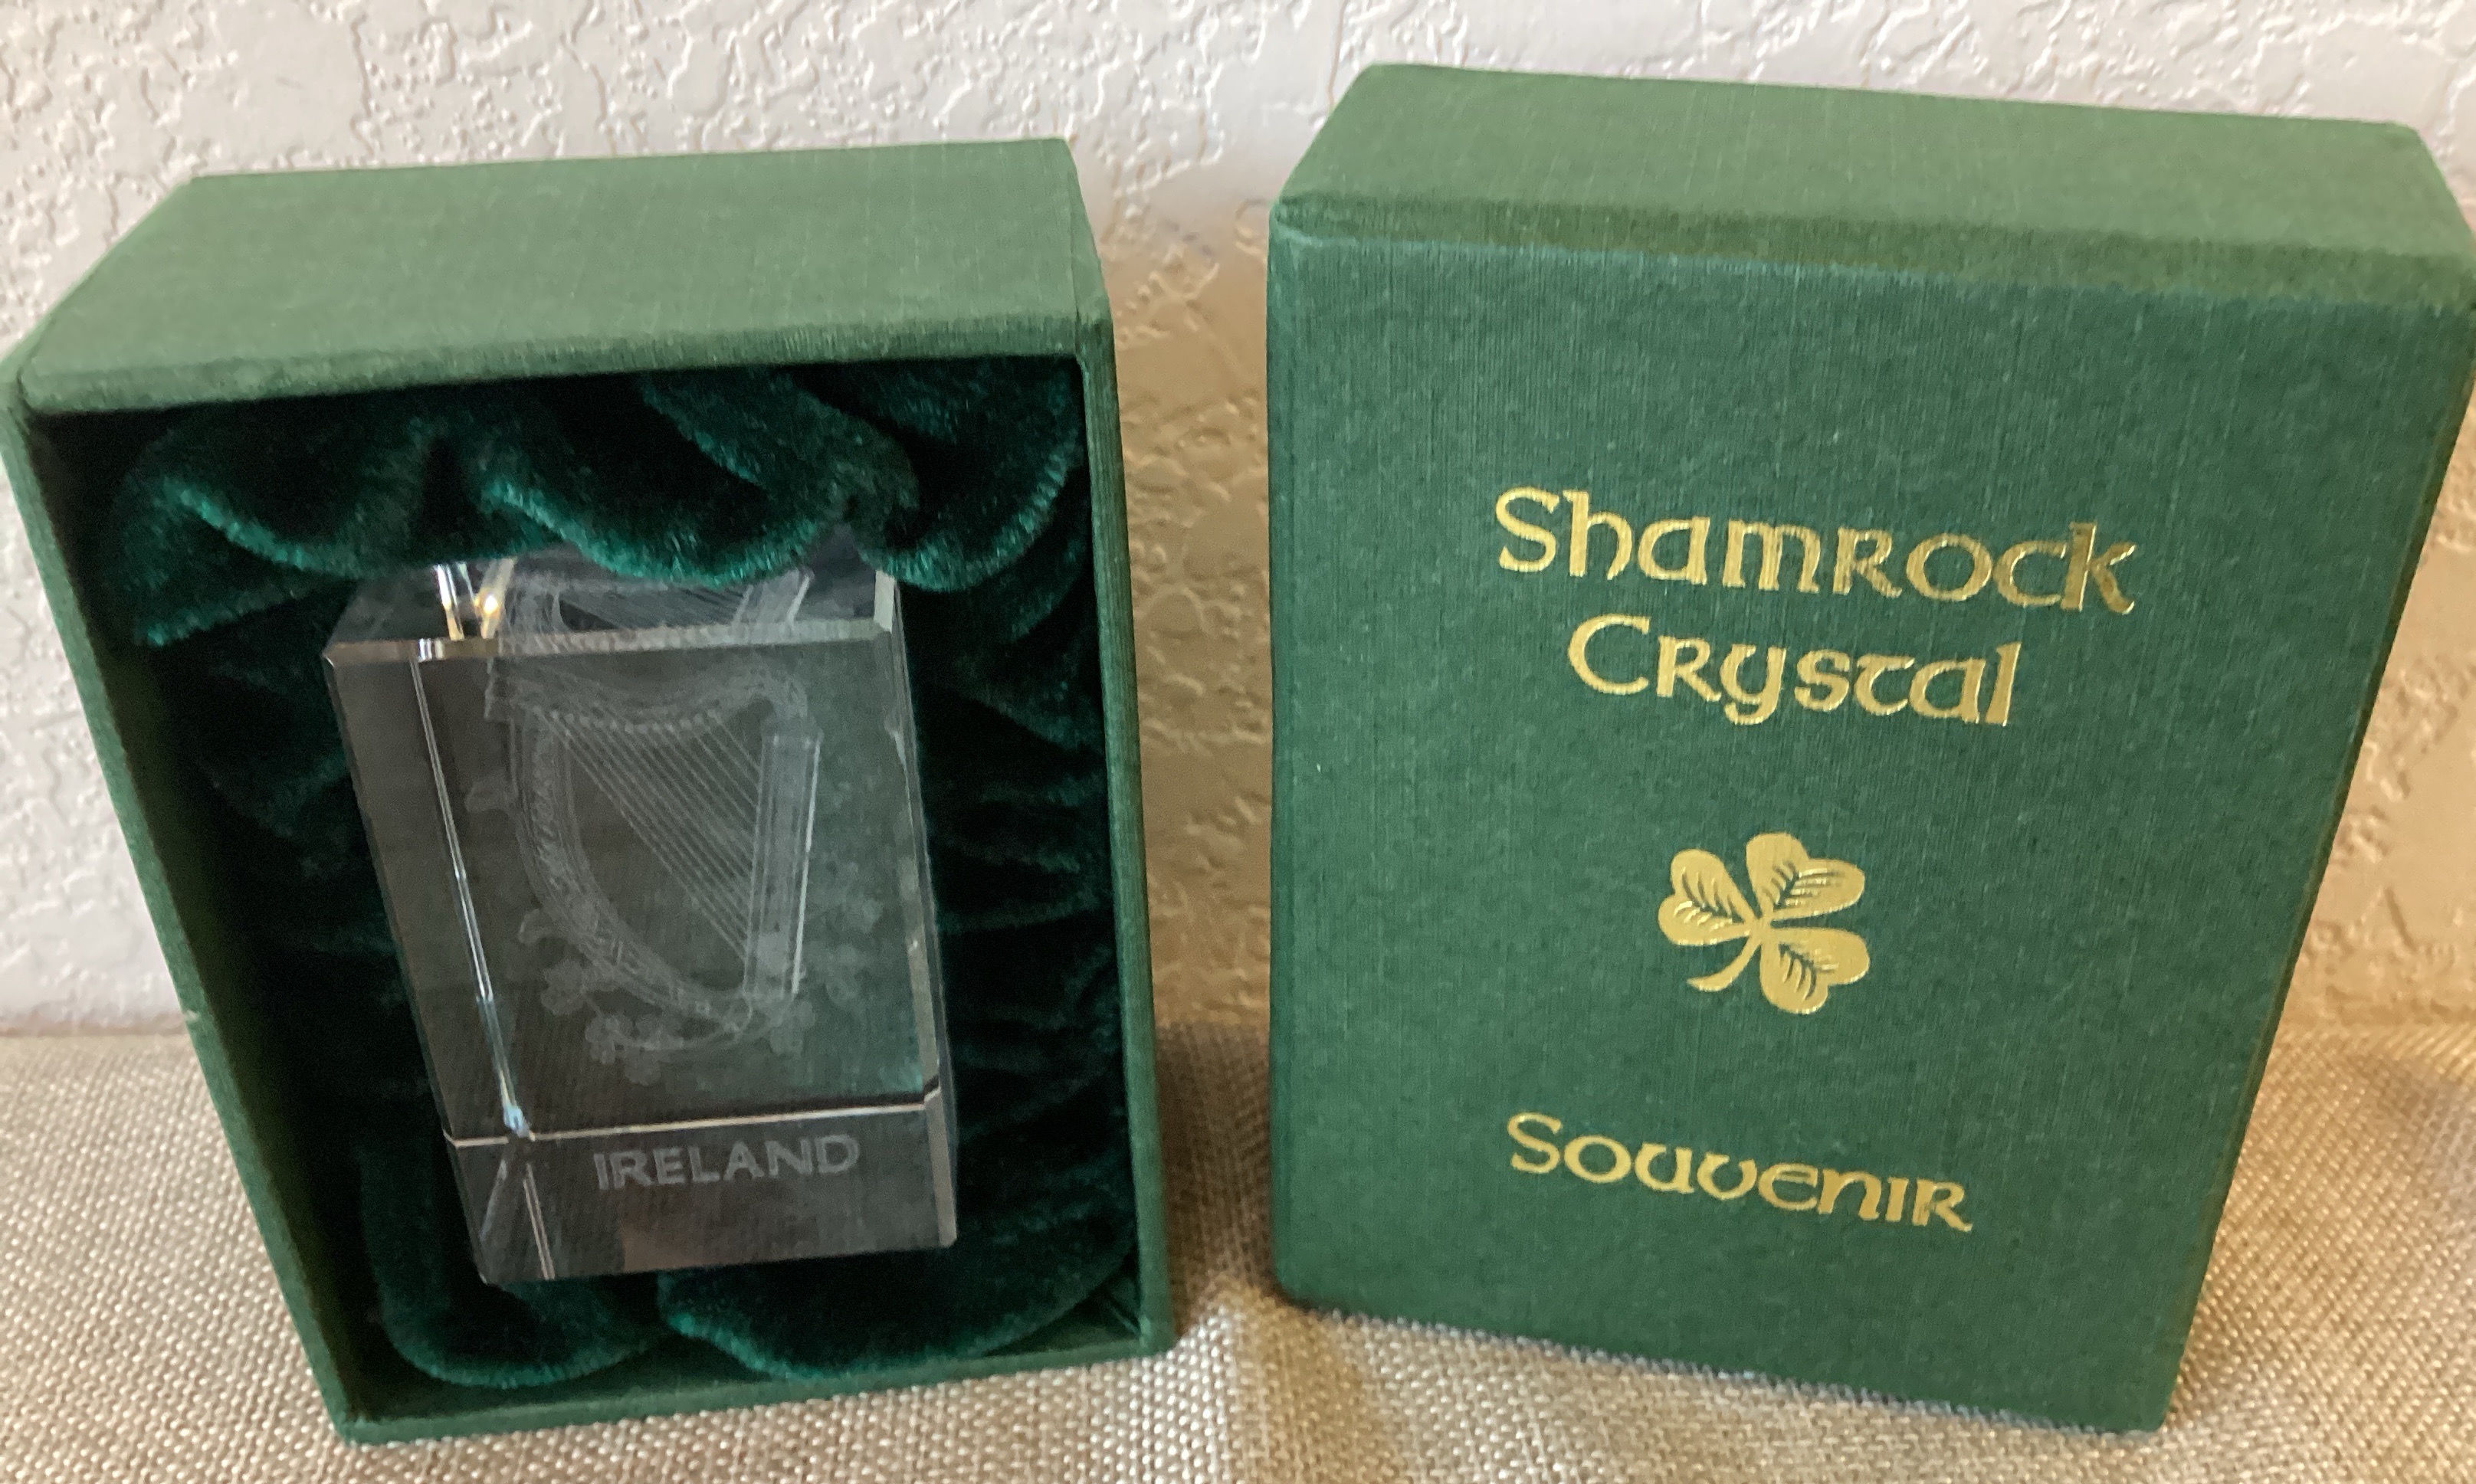 IRELAND
Shamrock
Crystal
Souvenir